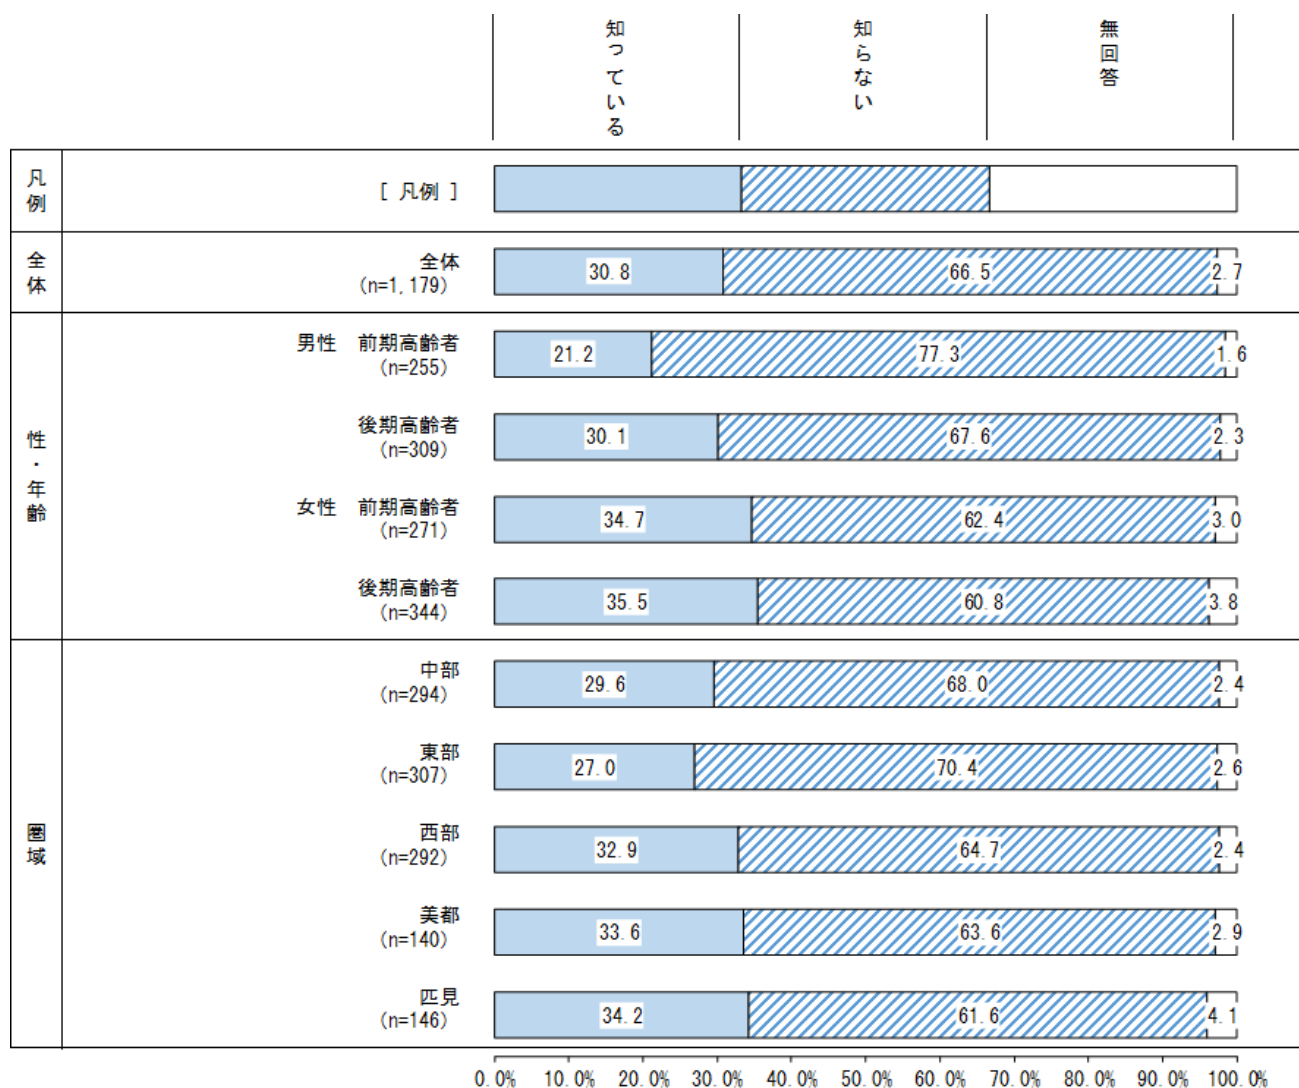 知っている
知らない
無回答
凡例
[ 凡例 ]
全体
全体
(n=1,179)
30.8
66.5
2.7
性・年齢
男性　前期高齢者
(n=255)
21.2
77.3
1.6
後期高齢者
(n=309)
30.1
67.6
2.3
女性　前期高齢者
(n=271)
34.7
62.4
3.0
後期高齢者
(n=344)
35.5
60.8
3.8
圏域
中部
(n=294)
29.6
68.0
2.4
東部
(n=307)
27.0
70.4
2.6
西部
(n=292)
32.9
64.7
2.4
美都
(n=140)
33.6
63.6
2.9
匹見
(n=146)
34.2
61.6
4.1
0.0% 10.0% 20.0% 30.0% 40.0% 50.0% 60.0% 70.0% 80.0% 90.0% 100.0%